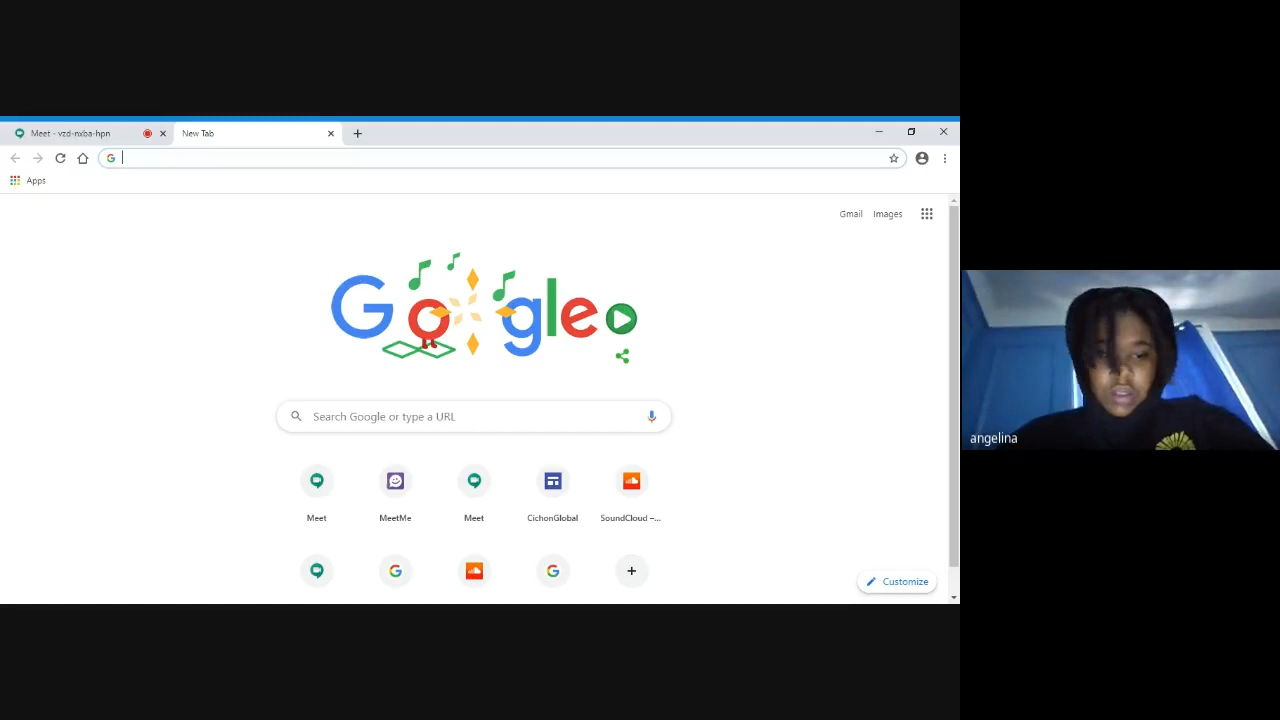 Meet - vzd-nxba-hpn
New Tab
Apps
Gmail Images
Google
Search Google or type a URL
Meet MeetMe Meet CichonGlobal SoundCloud –...
Customize
angelina